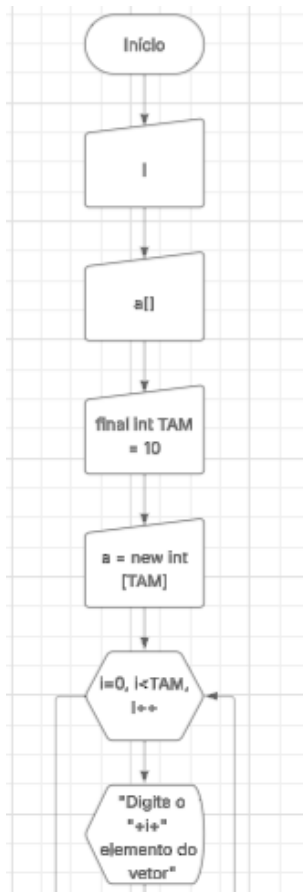 Início
I
a[]
final int TAM
= 10
a = new int
[TAM]
i=0, i<TAM,
i++
"Digite o
"+i+"
elemento do
vetor"